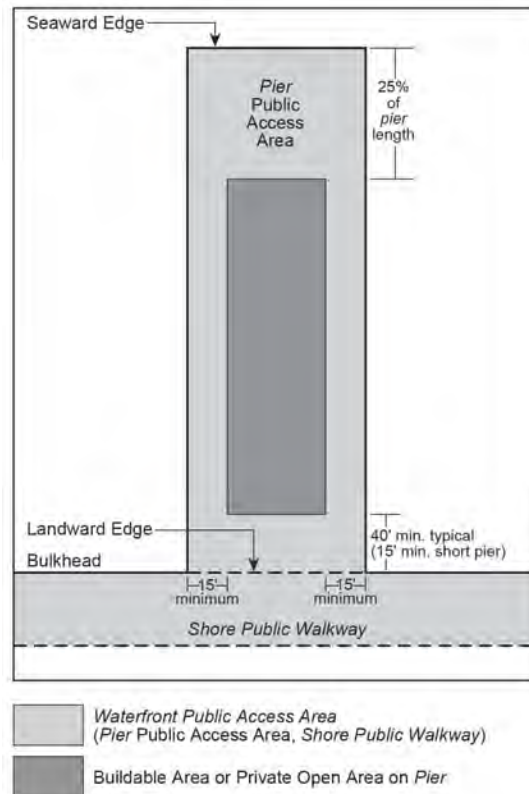 Seaward Edge
Pier
Public
Access
Area
25%
of
pier
length
Landward Edge
Bulkhead
40' min. typical
(15' min. short pier)
15'
minimum
15'
minimum
Shore Public Walkway
Waterfront Public Access Area
(Pier Public Access Area, Shore Public Walkway)
Buildable Area or Private Open Area on Pier